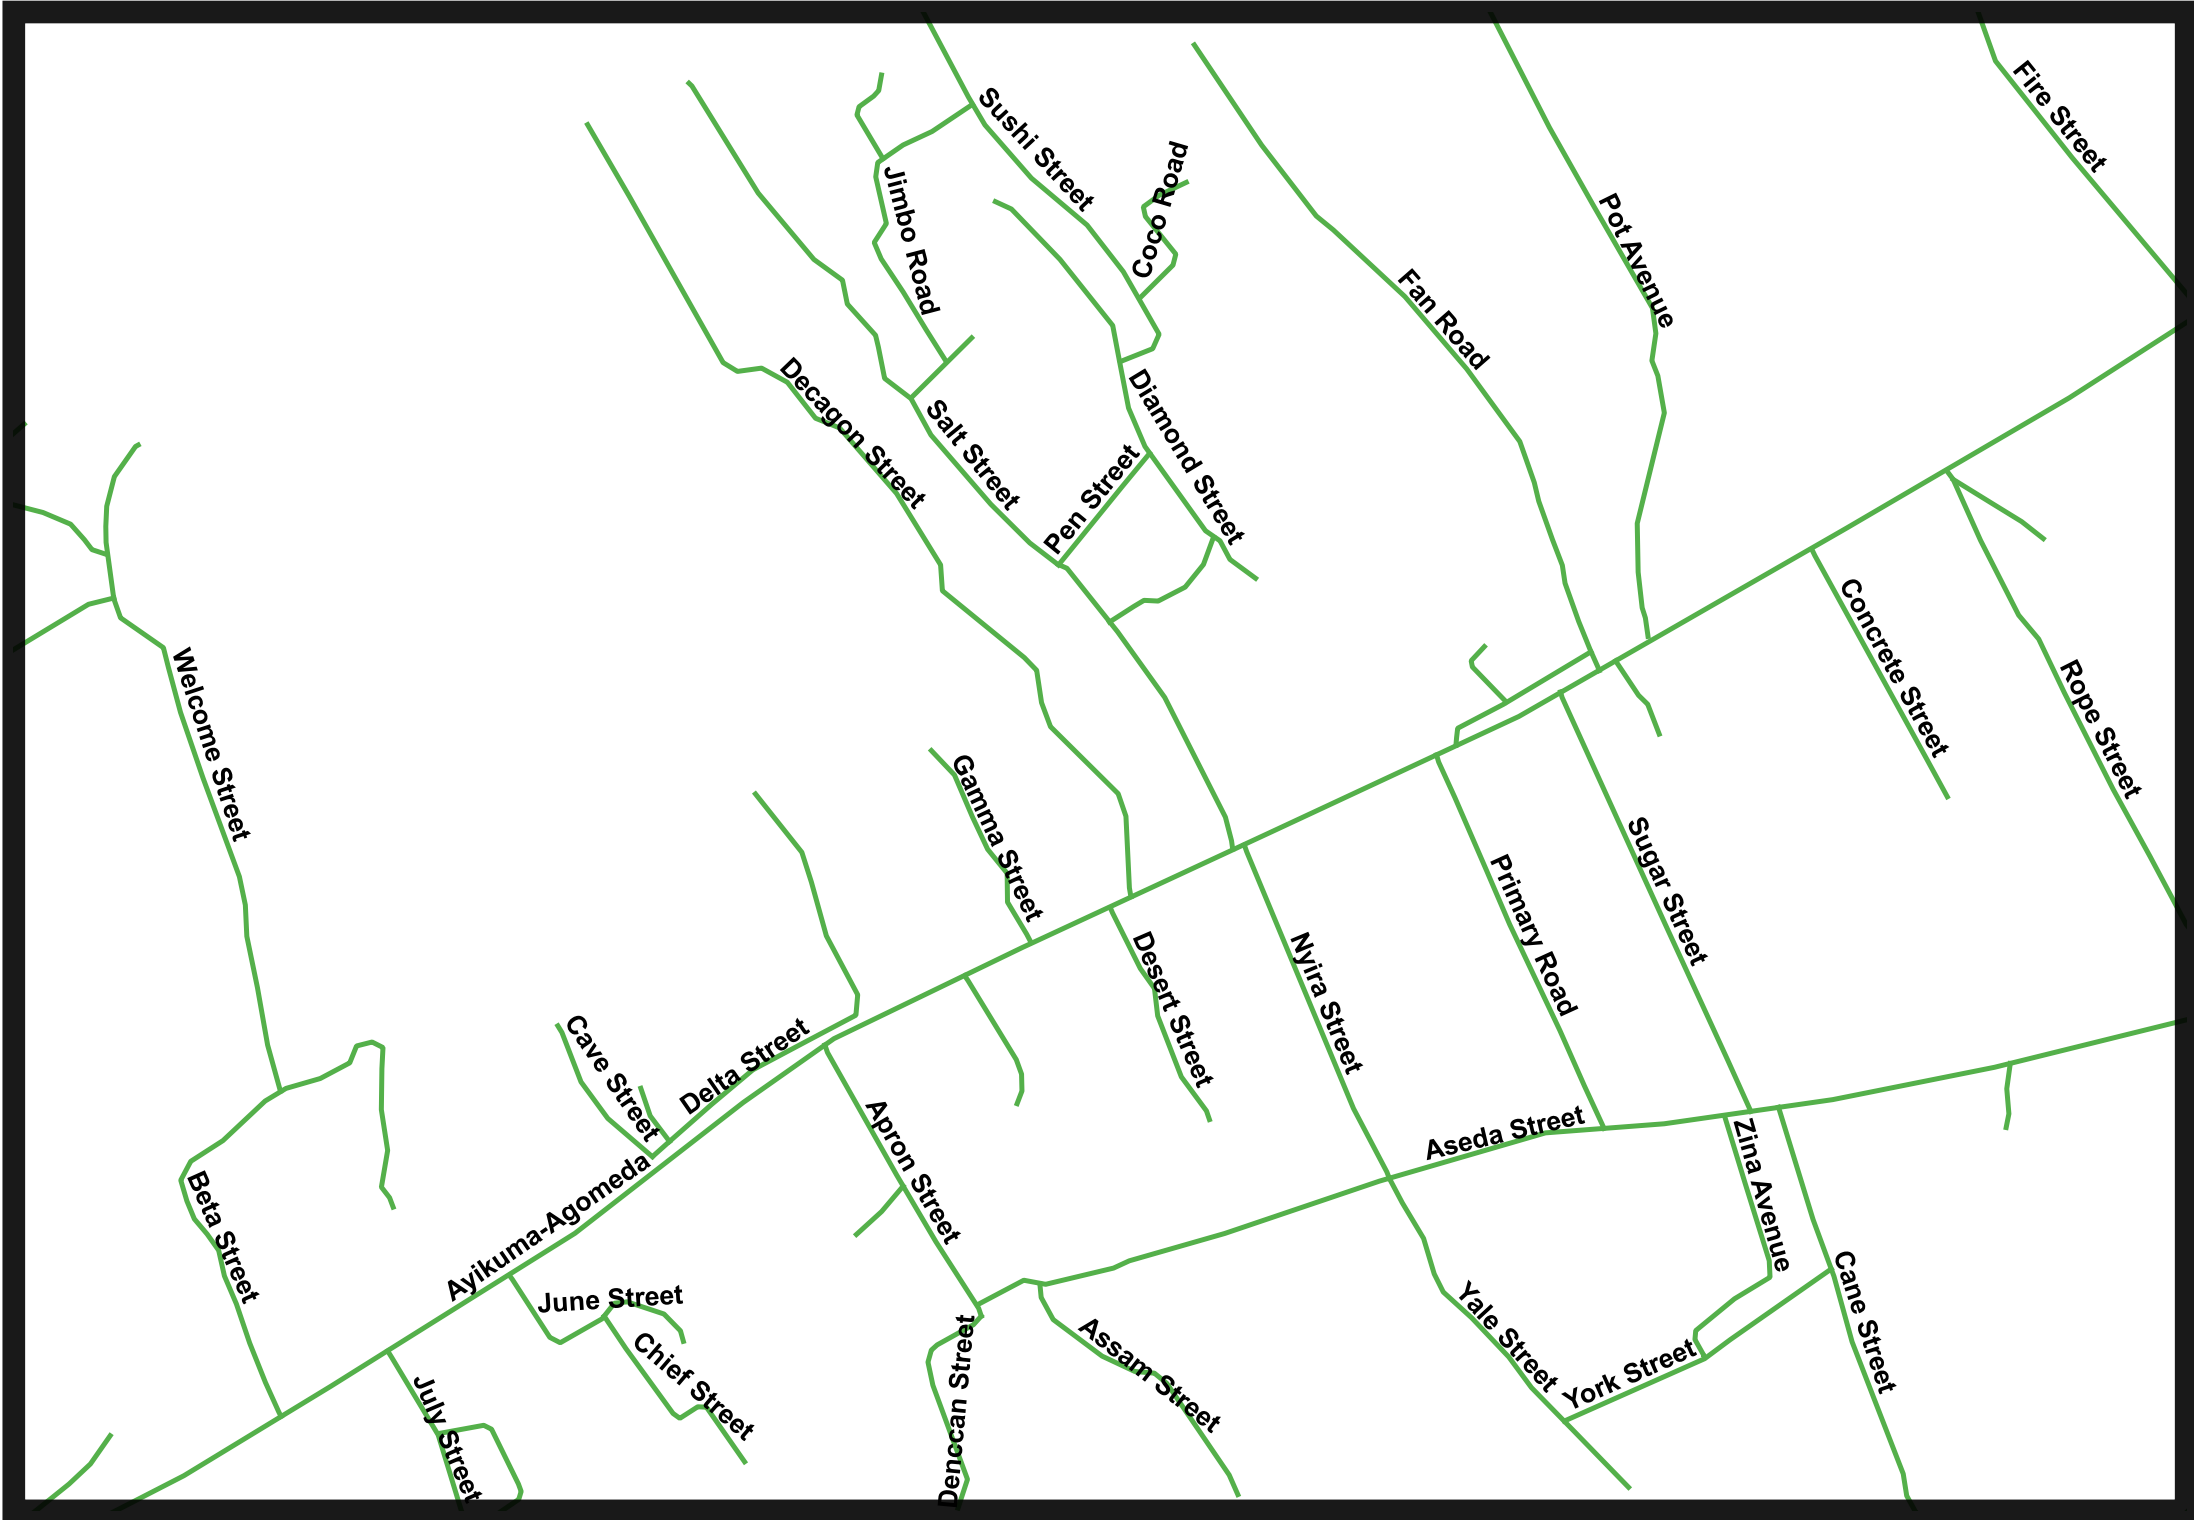 Fire Street
Sushi Street
Coco Road
Jimbo Road
Pot Avenue
Fan Road
Decagon Street
Salt Street
Diamond Street
Pen Street
Concrete Street
Welcome Street
Rope Street
Gamma Street
Sugar Street
Primary Road
Desert Street
Nyira Street
Cave Street
Delta Street
Apron Street
Aseda Street
Zina Avenue
Ayikuma-Agomeda
Beta Street
June Street
Cane Street
Yale Street
Chief Street
Assam Street
Denccan Street
York Street
July Street